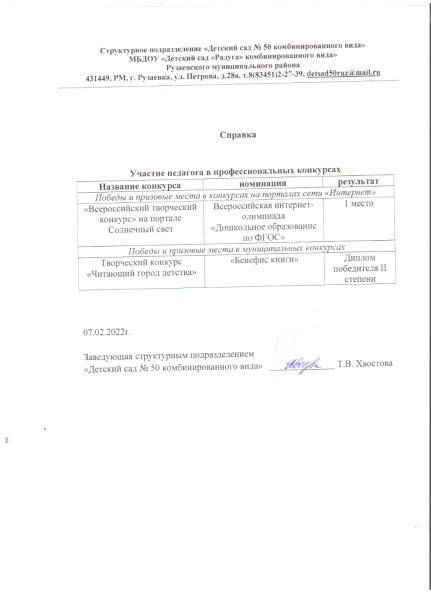 Структурное подразделение «Детский сад № 50 комбинированного вида»
МБДОУ «Детский сад «Радуга» комбинированного вида»
Рузаевского муниципального района
431449, РМ, г. Рузаевка, ул. Петрова, д.28а, т.8(83451)2-27-39, detsad50ruz@mail.ru
Справка
Участие педагога в профессиональных конкурсах
Название конкурса номинация результат
Победы и призовые места в конкурсах на порталах сети «Интернет»
«Всероссийский творческий Всероссийская интернет- 1 место
конкурс» на портале олимпиада
Солнечный свет «Дошкольное образование
по ФГОС»
Победы и призовые места в муниципальных конкурсах
Творческий конкурс «Бенефис книги» Диплом
«Читающий город детства» победителя II
степени
07.02.2022г.
Заведующая структурным подразделением
«Детский сад № 50 комбинированного вида» Т.В. Хвостова